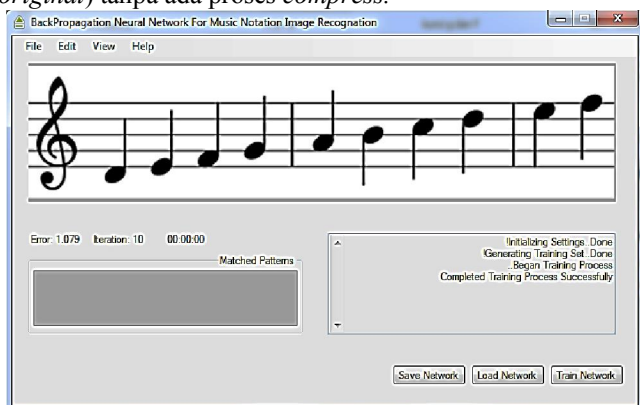 original) tanpa ada proses compress.
BackPropagation Neural Network For Music Notation Image Recognation
File Edit View Help
Error: 1.079 Iteration: 10 00:00:00
Matched Patterns
!Initializing Settings..Done
!Generating Training Set..Done
..Began Training Process
Completed Training Process Successfully
Save Network Load Network Train Network